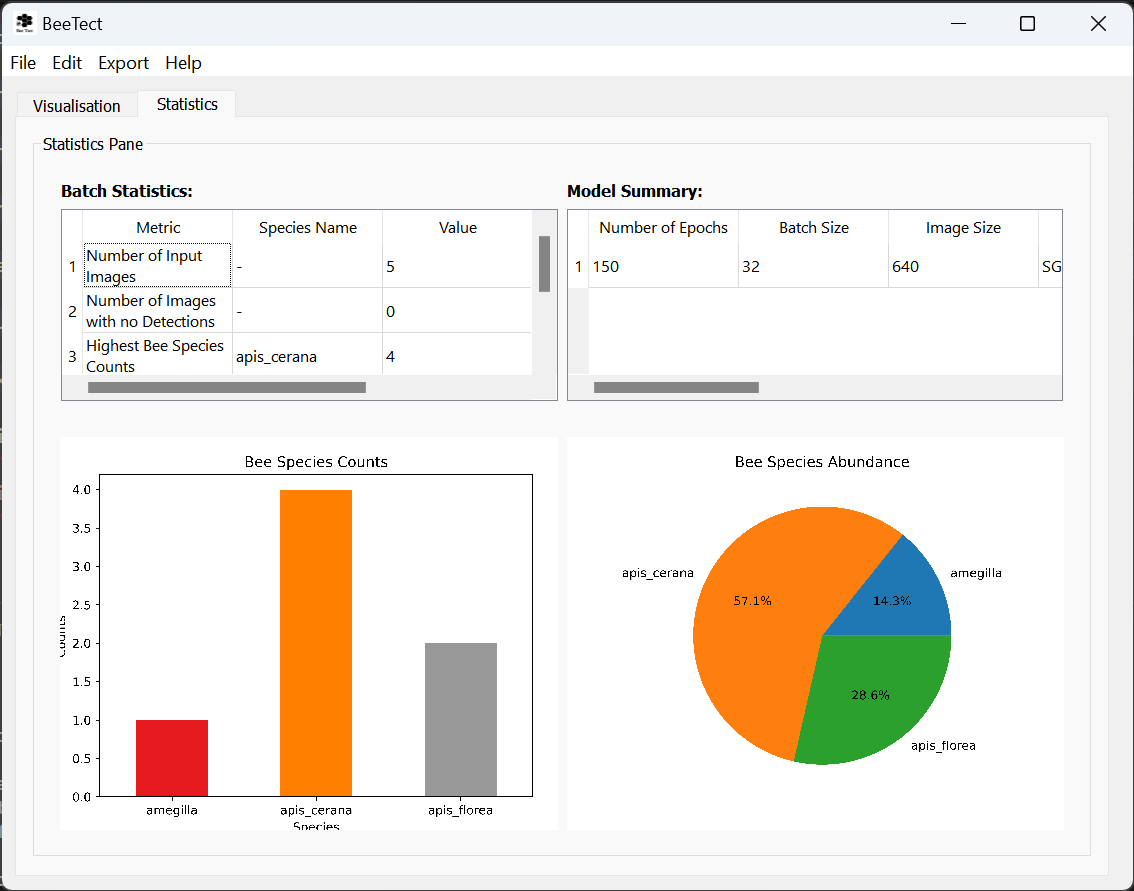 BeeTect
File Edit Export Help
Visualisation Statistics
Statistics Pane
Batch Statistics:
Metric Species Name Value
1 Number of Input Images - 5
2 Number of Images with no Detections - 0
3 Highest Bee Species Counts apis_cerana 4
Model Summary:
Number of Epochs Batch Size Image Size
1 150 32 640 SG
Bee Species Counts
4.0
3.5
3.0
2.5
2.0
1.5
1.0
0.5
0.0
Counts
amegilla apis_cerana apis_florea
Species
Bee Species Abundance
apis_cerana
57.1%
amegilla
14.3%
28.6%
apis_florea